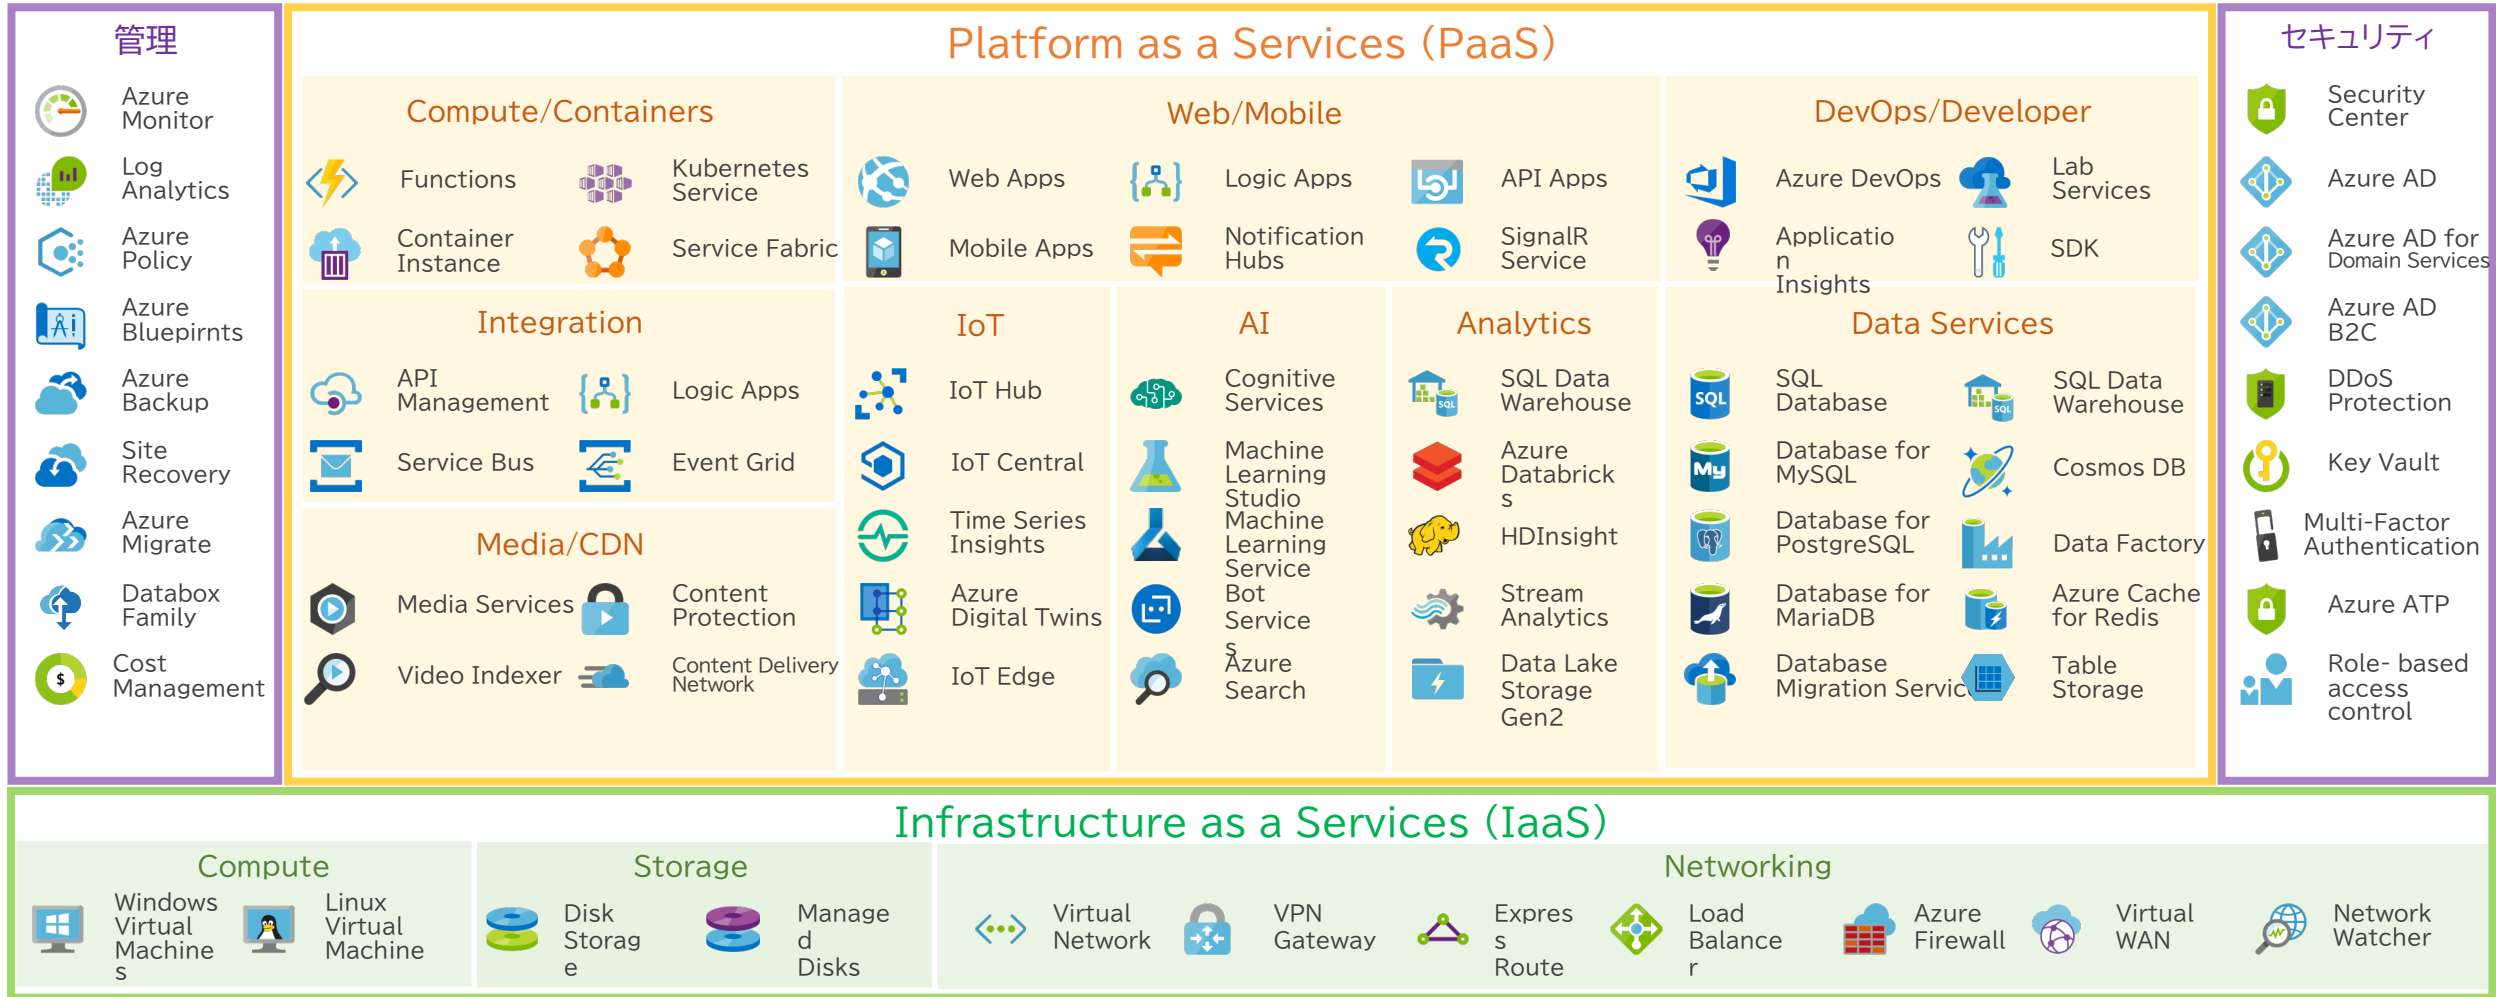 管理
Azure
Monitor
Log
Analytics
Azure
Policy
Azure
Bluepirnts
Azure
Backup
Site
Recovery
Azure
Migrate
Databox
Family
Cost
Management
Platform as a Services (PaaS)
Compute/Containers
Functions
Kubernetes
Service
Container
Instance
Service Fabric
Web/Mobile
Web Apps
Logic Apps
API Apps
Mobile Apps
Notification
Hubs
SignalR
Service
DevOps/Developer
Azure DevOps
Lab
Services
Applicatio
n
Insights
SDK
Integration
API
Management
Logic Apps
Service Bus
Event Grid
Media/CDN
Media Services
Content
Protection
Video Indexer
Content Delivery
Network
IoT
IoT Hub
IoT Central
Time Series
Insights
Azure
Digital Twins
IoT Edge
AI
Cognitive
Services
Machine
Learning
Studio
Machine
Learning
Service
Bot
Service
s
Azure
Search
Analytics
SQL
SQL Data
Warehouse
Azure
Databrick
s
HDInsight
Stream
Analytics
Data Lake
Storage
Gen2
Data Services
SQL
SQL
Database
SQL
SQL Data
Warehouse
My
Database for
MySQL
Cosmos DB
Database for
PostgreSQL
Data Factory
Database for
MariaDB
Azure Cache
for Redis
Database
Migration Servic
Table
Storage
セキュリティ
Security
Center
Azure AD
Azure AD for
Domain Services
Azure AD
B2C
DDoS
Protection
Key Vault
Multi-Factor
Authentication
Azure ATP
Role- based
access
control
Infrastructure as a Services (IaaS)
Compute
Windows
Virtual
Machine
s
Linux
Virtual
Machine
Storage
Disk
Storag
e
Manage
d
Disks
Networking
Virtual
Network
VPN
Gateway
Expres
s
Route
Load
Balance
r
Azure
Firewall
Virtual
WAN
Network
Watcher